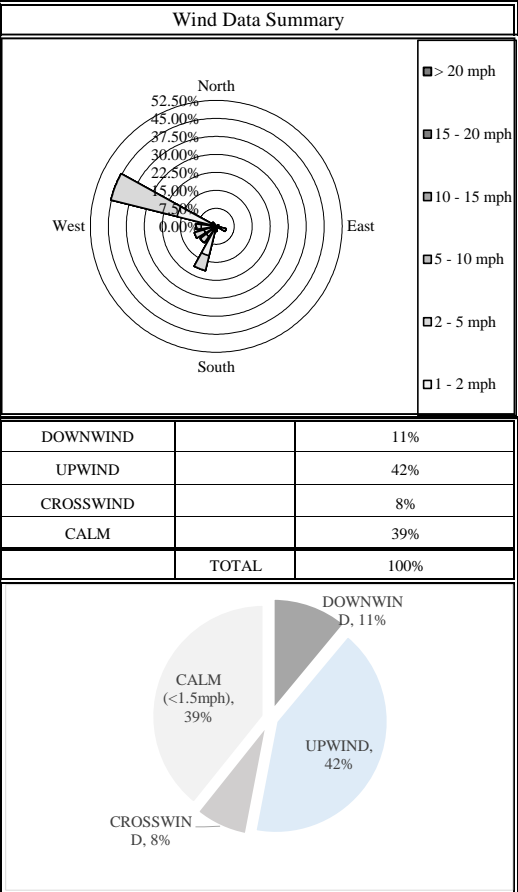 Wind Data Summary
North
52.50%
45.00%
37.50%
30.00%
22.50%
15.00%
7.50%
0.00%
West
East
South
> 20 mph
15 - 20 mph
10 - 15 mph
5 - 10 mph
2 - 5 mph
1 - 2 mph
DOWNWIND 11%
UPWIND 42%
CROSSWIND 8%
CALM 39%
TOTAL 100%
DOWNWIN
D, 11%
CALM
(<1.5mph),
39%
UPWIND,
42%
CROSSWIN
D, 8%